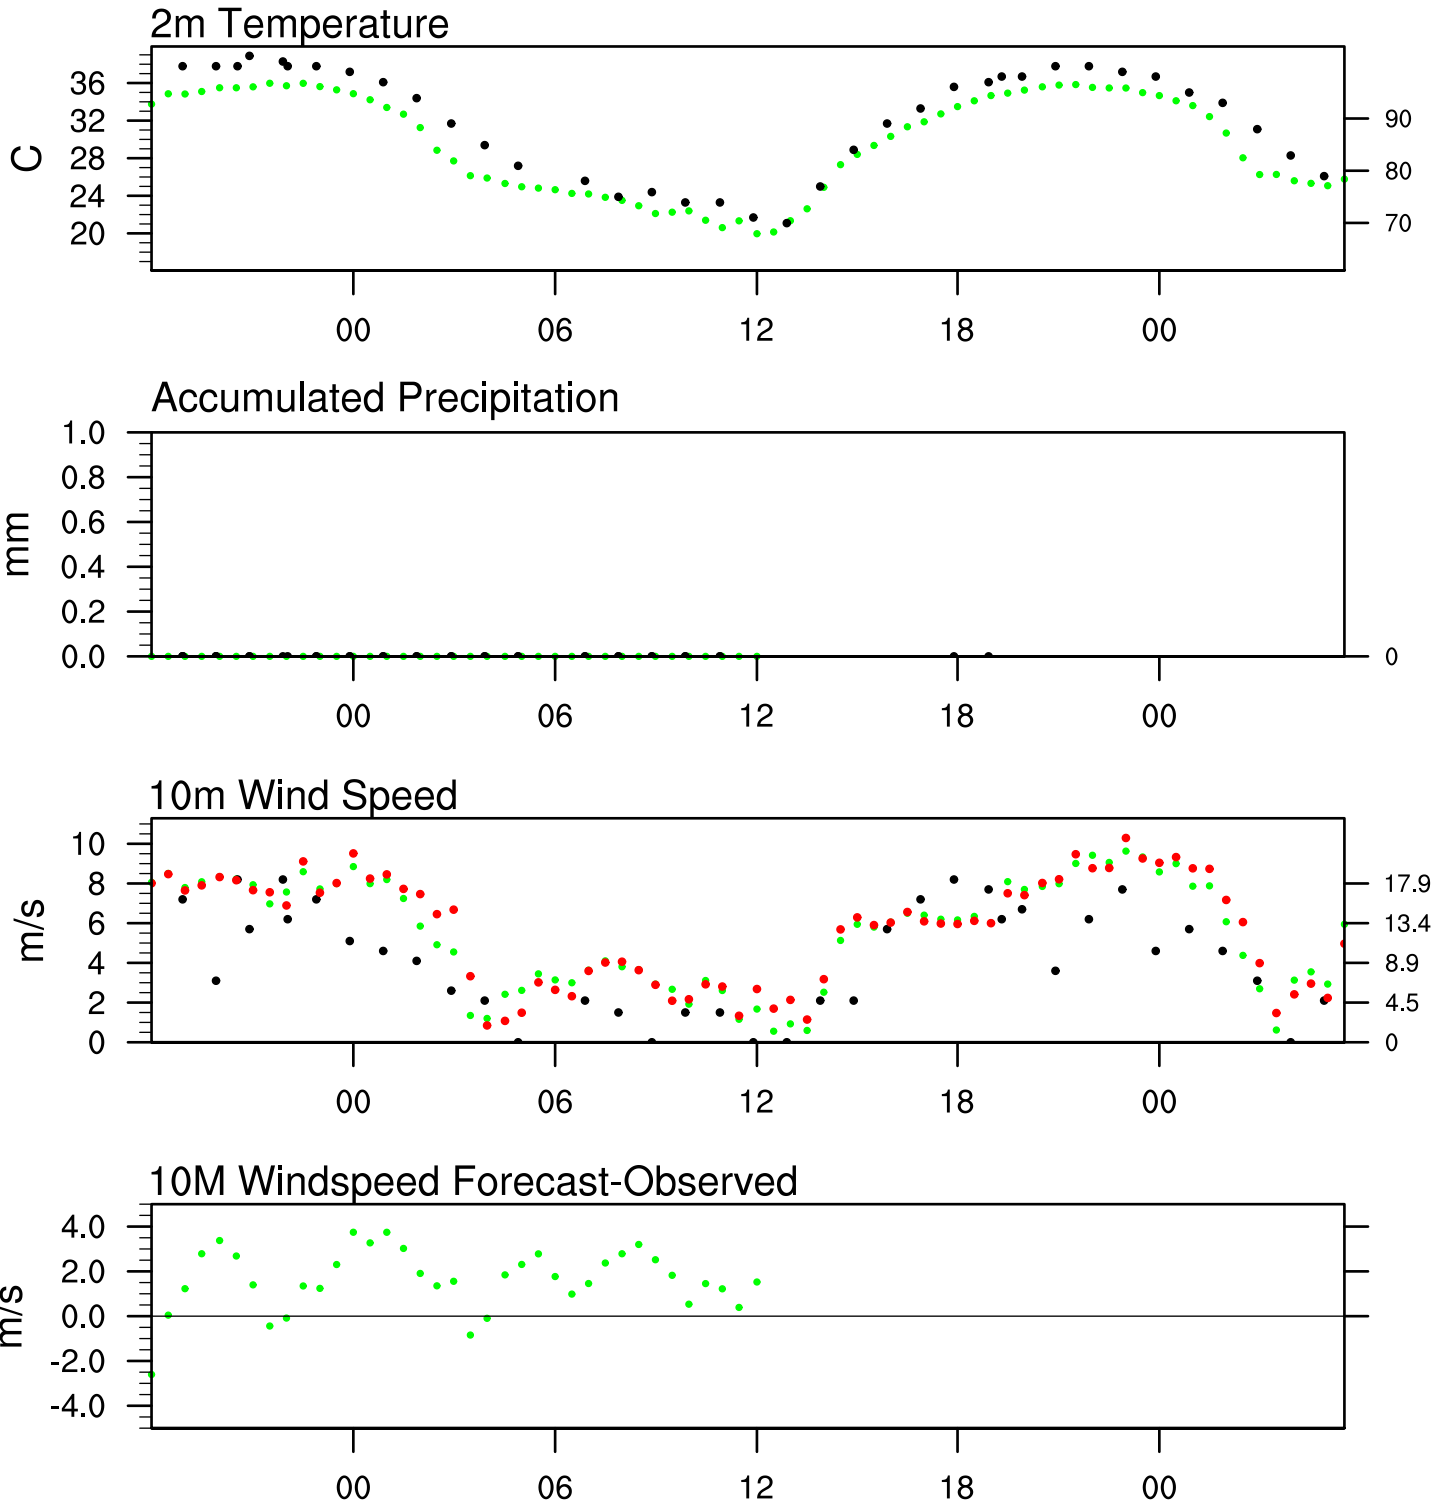 2m Temperature
C
36
32
28
24
20
90
80
70
00 06 12 18 00
Accumulated Precipitation
mm
1.0
0.8
0.6
0.4
0.2
0.0
0
00 06 12 18 00
10m Wind Speed
m/s
10
8
6
4
2
0
17.9
13.4
8.9
4.5
0
00 06 12 18 00
10M Windspeed Forecast-Observed
m/s
4.0
2.0
0.0
-2.0
-4.0
00 06 12 18 00